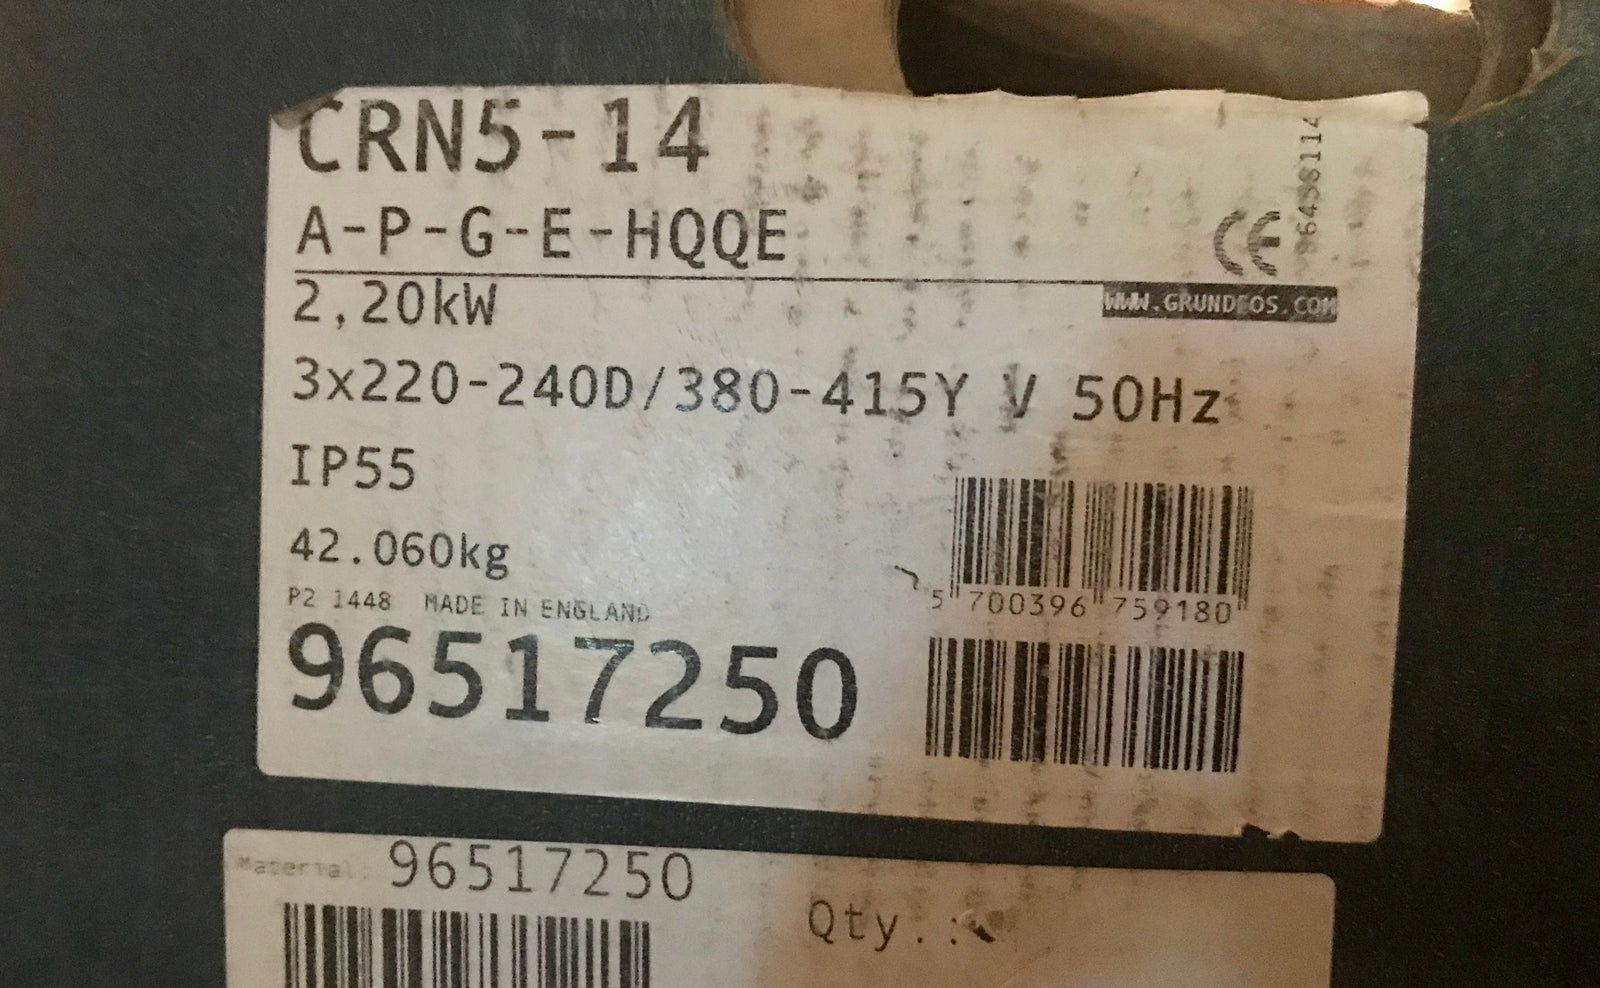 CRN5-14
A-P-G-E-HQQE
96458114
2,20kW
WWW.GRUNDFOS.COM
3x220-240D/380-415Y V 50Hz
IP55
42.060kg
P2 1448 MADE IN ENGLAND
5 700396 759180
96517250
Material: 96517250
Qty.: